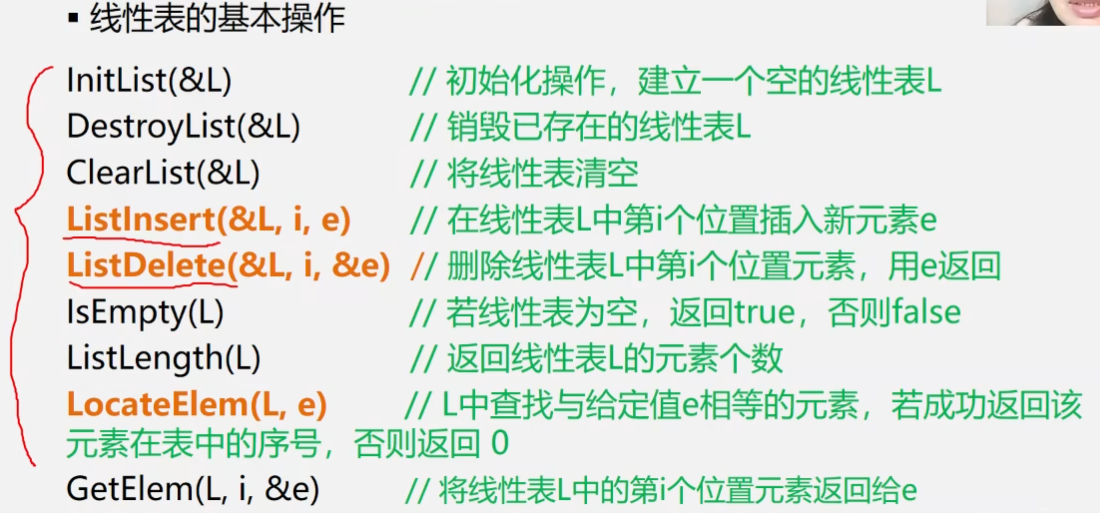 ▪ 线性表的基本操作
InitList(&L) // 初始化操作，建立一个空的线性表L
DestroyList(&L) // 销毁已存在的线性表L
ClearList(&L) // 将线性表清空
ListInsert(&L, i, e) // 在线性表L中第i个位置插入新元素e
ListDelete(&L, i, &e) // 删除线性表L中第i个位置元素，用e返回
IsEmpty(L) // 若线性表为空，返回true，否则false
ListLength(L) // 返回线性表L的元素个数
LocateElem(L, e) // L中查找与给定值e相等的元素，若成功返回该
元素在表中的序号，否则返回 0
GetElem(L, i, &e) // 将线性表L中的第i个位置元素返回给e